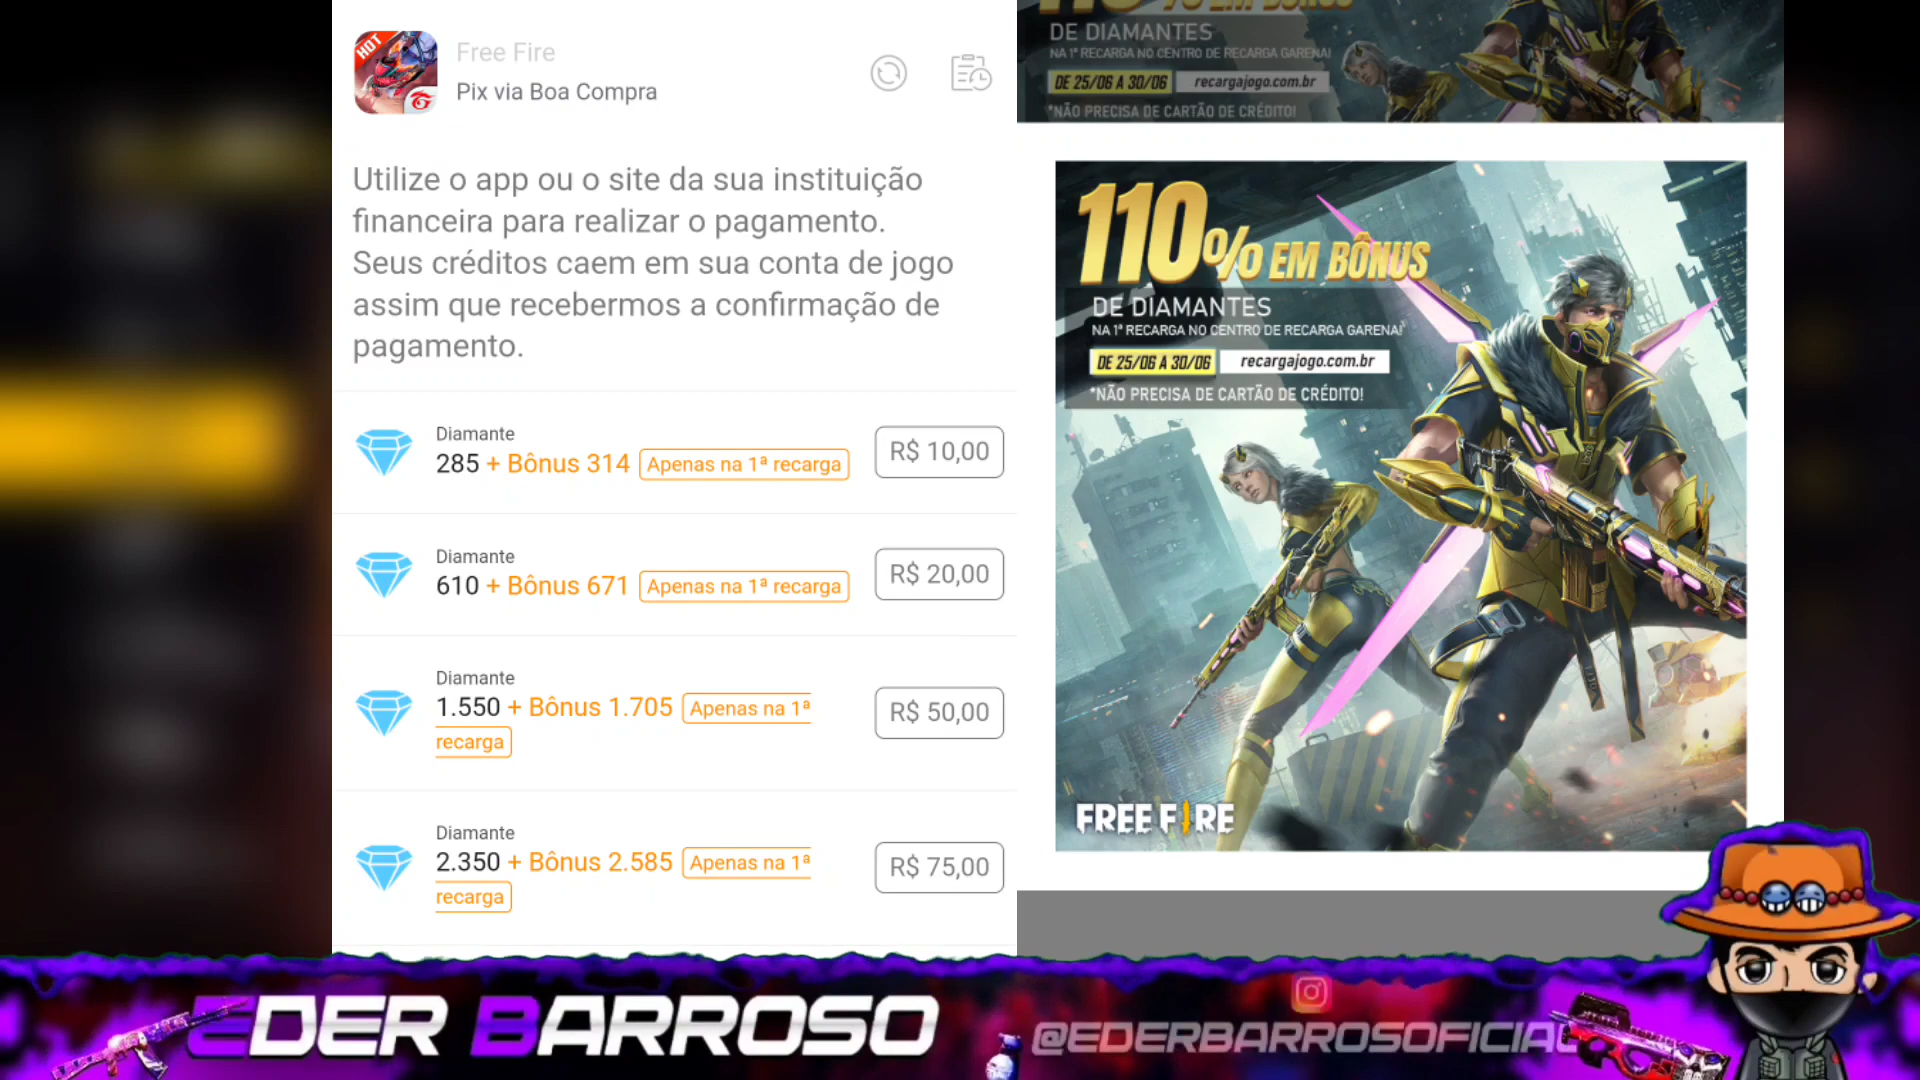 HOT
Free Fire
Pix via Boa Compra
Utilize o app ou o site da sua instituição
financeira para realizar o pagamento.
Seus créditos caem em sua conta de jogo
assim que recebermos a confirmação de
pagamento.
Diamante
285 + Bônus 314 Apenas na 1ª recarga
R$ 10,00
Diamante
610 + Bônus 671 Apenas na 1ª recarga
R$ 20,00
Diamante
1.550 + Bônus 1.705 Apenas na 1ª
recarga
R$ 50,00
Diamante
2.350 + Bônus 2.585 Apenas na 1ª
recarga
R$ 75,00
110% EM BÔNUS
DE DIAMANTES
NA 1ª RECARGA NO CENTRO DE RECARGA GARENA!
DE 25/06 A 30/06 recargajogo.com.br
*NÃO PRECISA DE CARTÃO DE CRÉDITO!
110% EM BÔNUS
DE DIAMANTES
NA 1ª RECARGA NO CENTRO DE RECARGA GARENA!
DE 25/06 A 30/06 recargajogo.com.br
*NÃO PRECISA DE CARTÃO DE CRÉDITO!
FREE FIRE
EDER BARROSO
@EDERBARROSOFICIAL